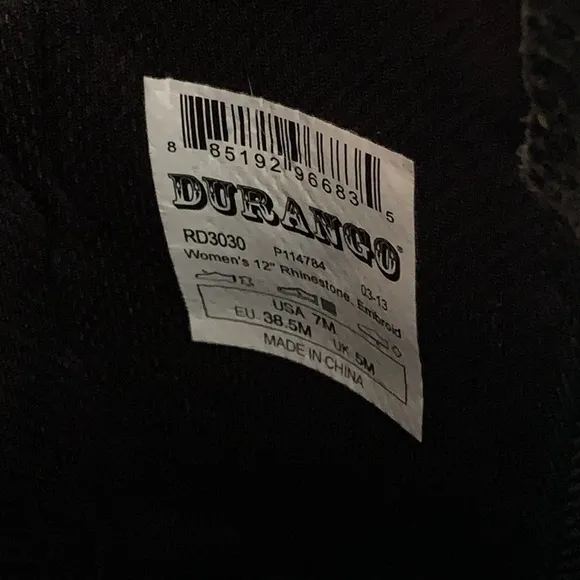 8 85192 96683 5
DURANGO®
RD3030 P114784 03-13
Women's 12" Rhinestone, Embroid
USA 7M
EU. 38.5M UK 5M
MADE IN CHINA